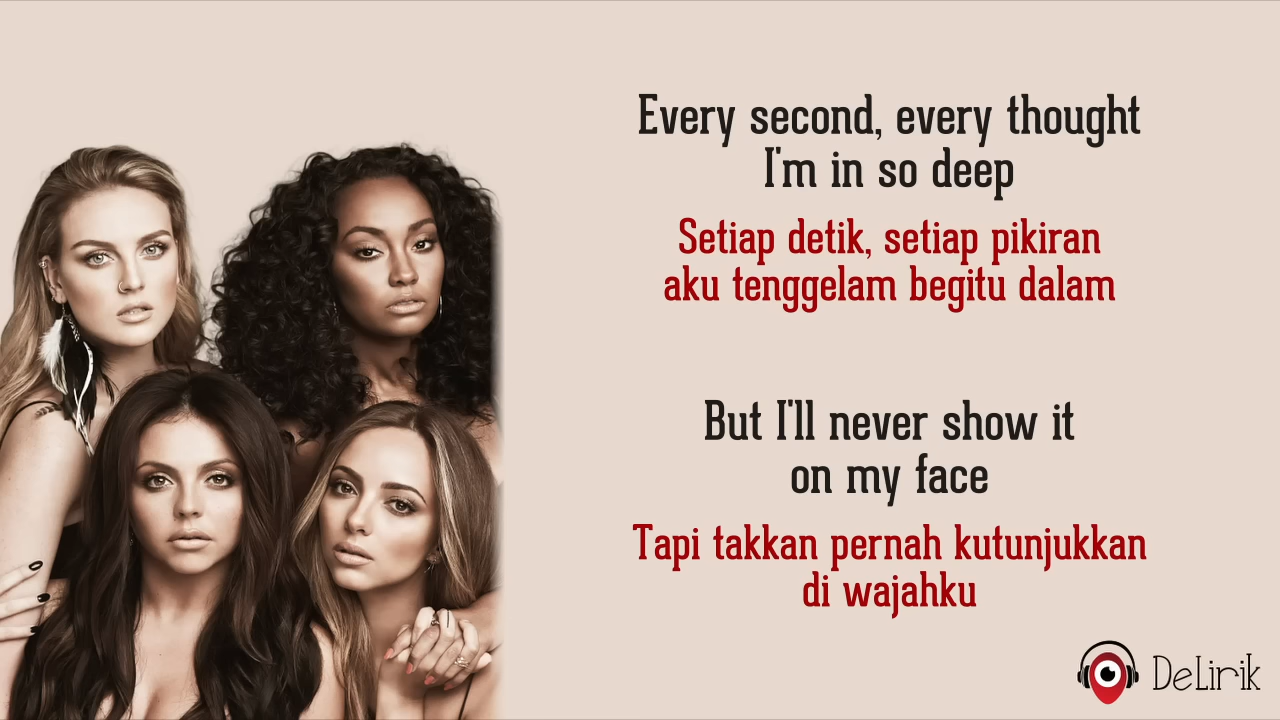 Every second, every thought
I'm in so deep
Setiap detik, setiap pikiran
aku tenggelam begitu dalam
But I'll never show it
on my face
Tapi takkan pernah kutunjukkan
di wajahku
DeLirik